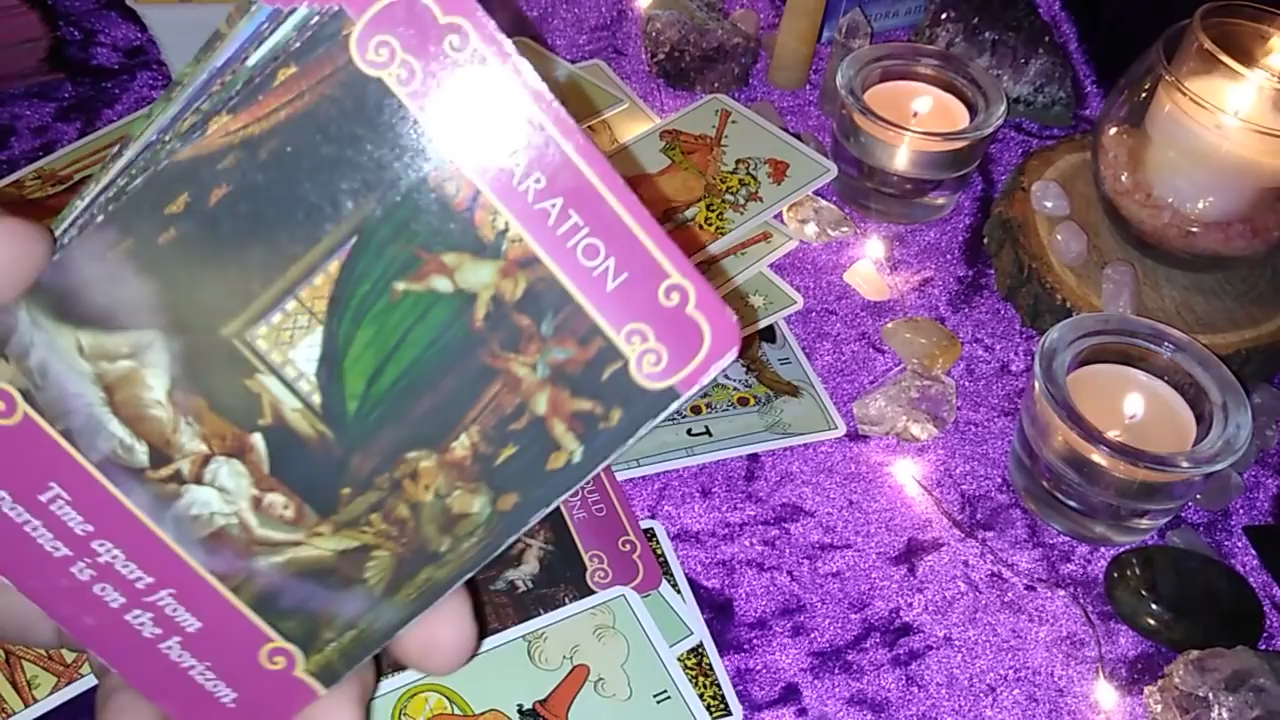 ARATION
Time apart from
partner is on the horizon.
OULD
ONE
II
J
II